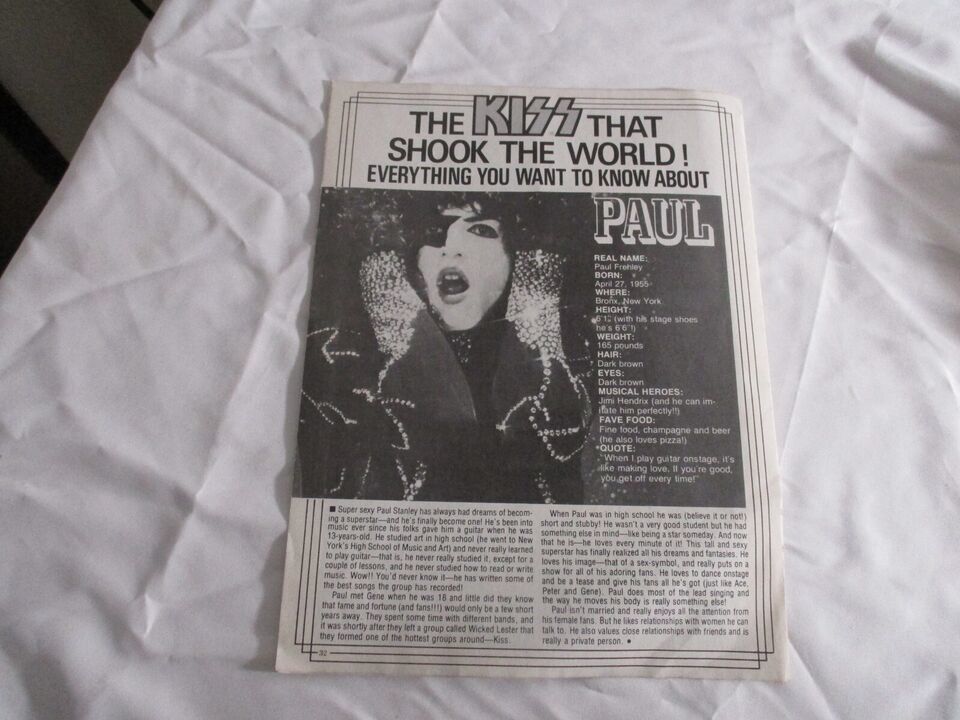 THE KISS THAT
SHOOK THE WORLD!
EVERYTHING YOU WANT TO KNOW ABOUT
PAUL
REAL NAME:
Paul Frehley
BORN:
April 27, 1955
WHERE:
Bronx, New York
HEIGHT:
6'1" (with his stage shoes
he's 6'6"!)
WEIGHT:
165 pounds
HAIR:
Dark brown
EYES:
Dark brown
MUSICAL HEROES:
Jimi Hendrix (and he can im-
itate him perfectly!!)
FAVE FOOD:
Fine food, champagne and beer
(he also loves pizza!)
QUOTE:
"When I play guitar onstage, it's
like making love. If you're good,
you get off every time!"
■ Super sexy Paul Stanley has always had dreams of becom-
ing a superstar—and he's finally become one! He's been into
music ever since his folks gave him a guitar when he was
13-years-old. He studied art in high school (he went to New
York's High School of Music and Art) and never really learned
to play guitar—that is, he never really studied it, except for a
couple of lessons, and he never studied how to read or write
music. Wow!! You'd never know it—he has written some of
the best songs the group has recorded!
Paul met Gene when he was 18 and little did they know
that fame and fortune (and fans!!!) would only be a few short
years away. They spent some time with different bands, and
it was shortly after they left a group called Wicked Lester that
they formed one of the hottest groups around—Kiss.
When Paul was in high school he was (believe it or not!)
short and stubby! He wasn't a very good student but he had
something else in mind—like being a star someday. And now
that he is—he loves every minute of it! This tall and sexy
superstar has finally realized all his dreams and fantasies. He
loves his image—that of a sex-symbol, and really puts on a
show for all of his adoring fans. He loves to dance onstage
and be a tease and give his fans all he's got (just like Ace,
Peter and Gene). Paul does most of the lead singing and
the way he moves his body is really something else!
Paul isn't married and really enjoys all the attention from
his female fans. But he likes relationships with women he can
talk to. He also values close relationships with friends and is
really a private person. ●
32